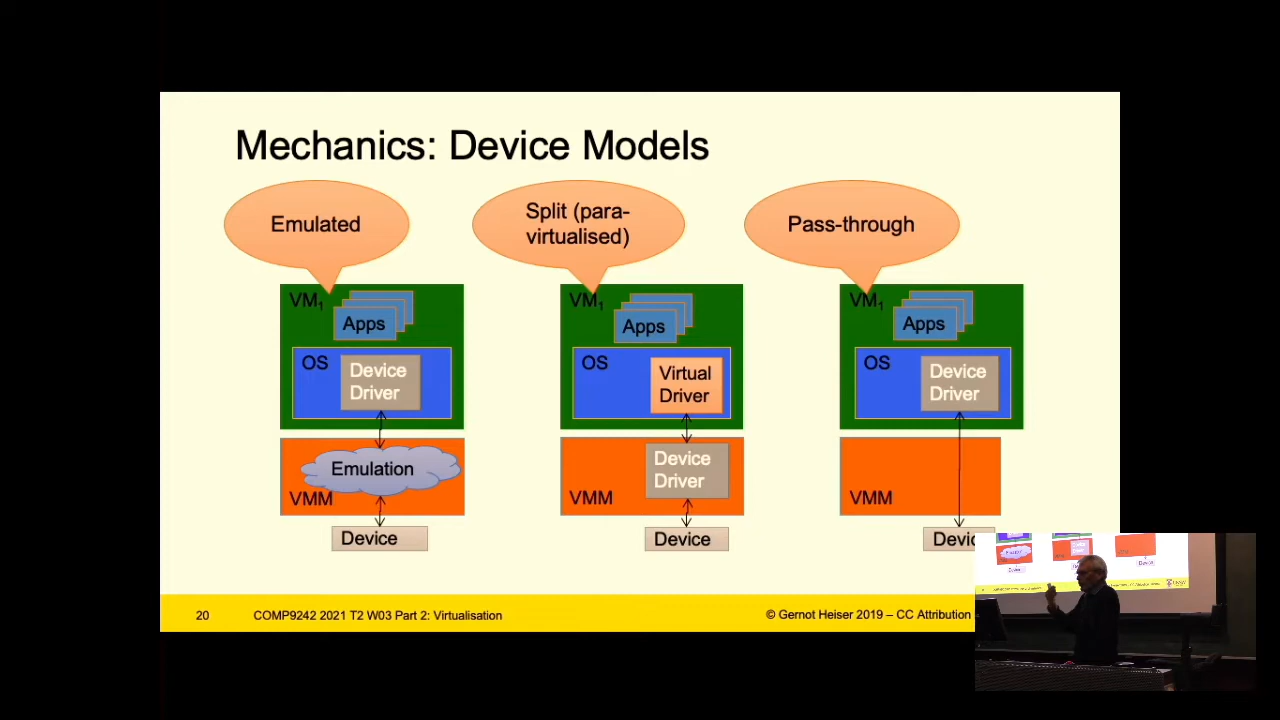 Mechanics: Device Models
Emulated
Split (para-
virtualised)
Pass-through
VM1
Apps
OS
Device
Driver
Emulation
VMM
Device
VM1
Apps
OS
Virtual
Driver
Device
Driver
VMM
Device
VM1
Apps
OS
Device
Driver
VMM
Devic
20
COMP9242 2021 T2 W03 Part 2: Virtualisation
© Gernot Heiser 2019 – CC Attribution